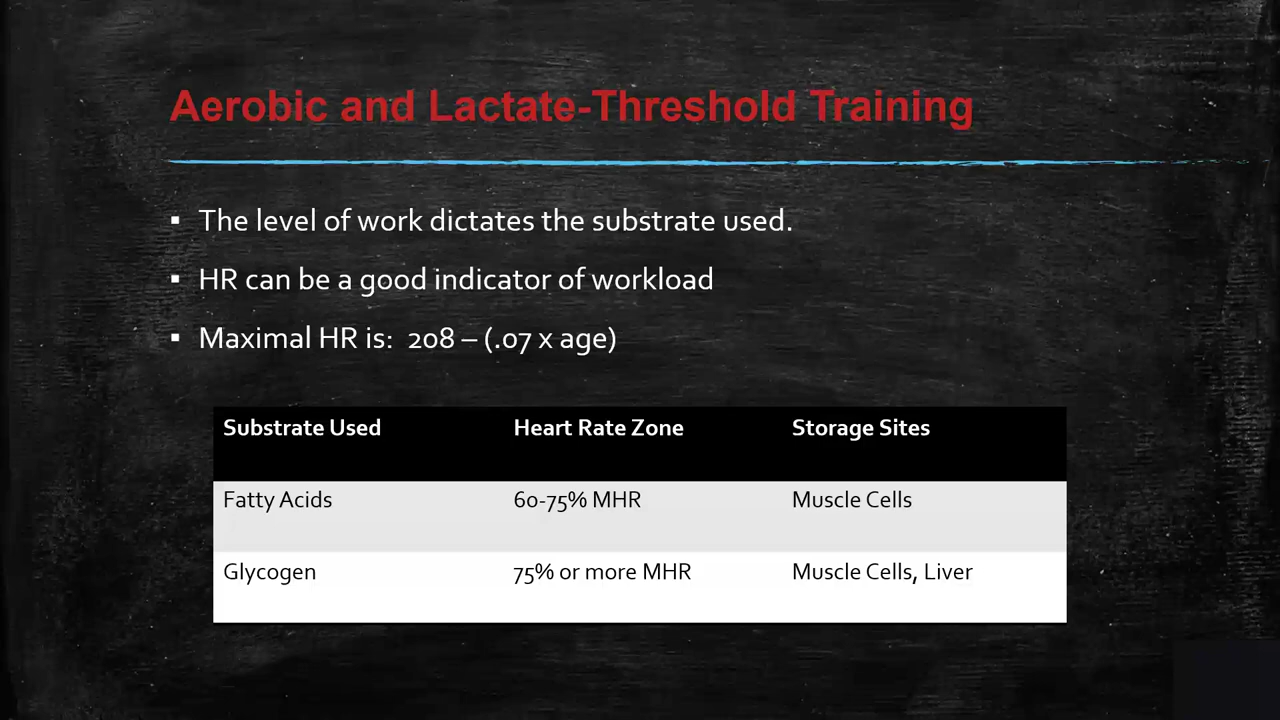 Aerobic and Lactate-Threshold Training
▪ The level of work dictates the substrate used.
▪ HR can be a good indicator of workload
▪ Maximal HR is: 208 – (.07 x age)
Substrate Used Heart Rate Zone Storage Sites
Fatty Acids 60-75% MHR Muscle Cells
Glycogen 75% or more MHR Muscle Cells, Liver